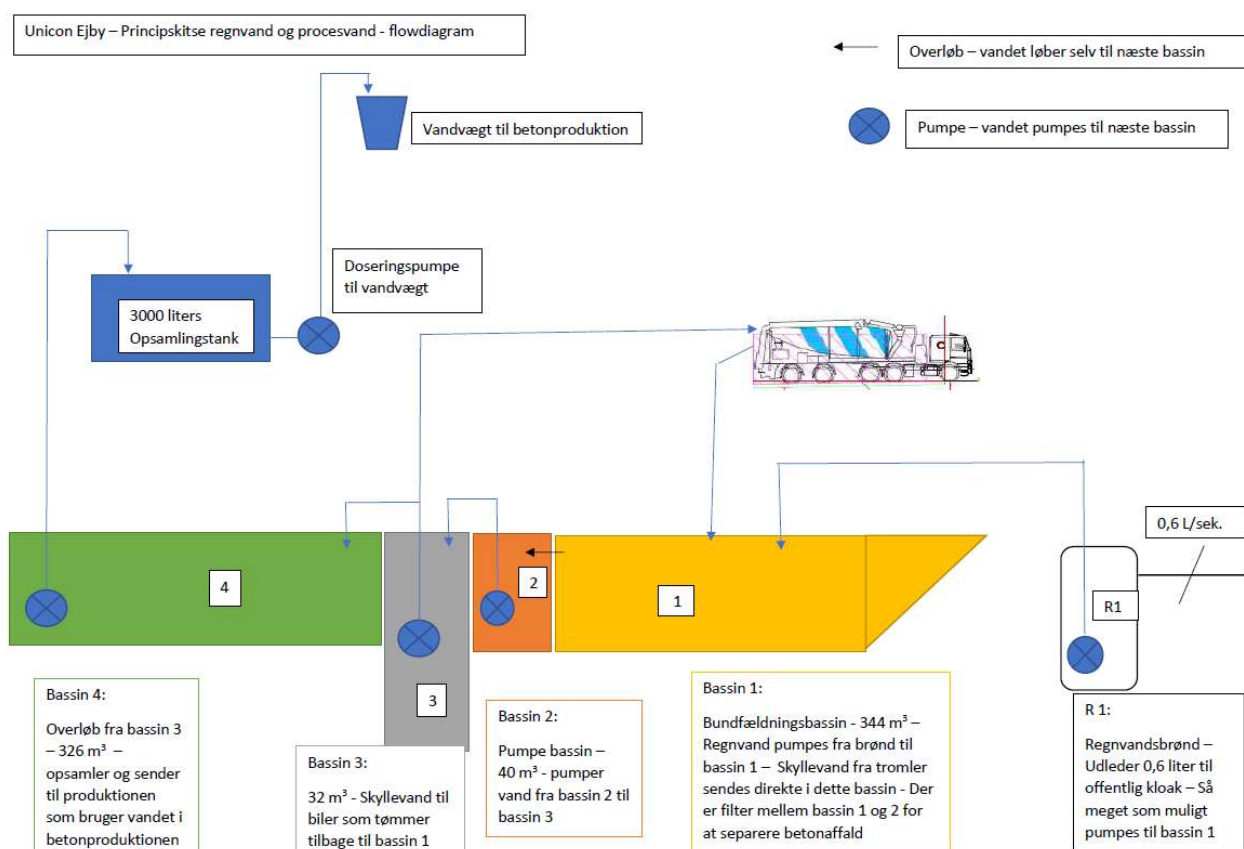 Unicon Ejby – Principskitse regnvand og procesvand - flowdiagram
Overløb – vandet løber selv til næste bassin
Pumpe – vandet pumpes til næste bassin
Vandvægt til betonproduktion
Doseringspumpe
til vandvægt
3000 liters
Opsamlingstank
0,6 L/sek.
4
3
2
1
R1
Bassin 4:
Overløb fra bassin 3
– 326 m³ –
opsamler og sender
til produktionen
som bruger vandet i
betonproduktionen
Bassin 3:
32 m³ - Skyllevand til
biler som tømmer
tilbage til bassin 1
Bassin 2:
Pumpe bassin –
40 m³ - pumper
vand fra bassin 2 til
bassin 3
Bassin 1:
Bundfældningsbassin - 344 m³ –
Regnvand pumpes fra brønd til
bassin 1 – Skyllevand fra tromler
sendes direkte i dette bassin - Der
er filter mellem bassin 1 og 2 for
at separere betonaffald
R 1:
Regnvandsbrønd –
Udleder 0,6 liter til
offentlig kloak – Så
meget som muligt
pumpes til bassin 1